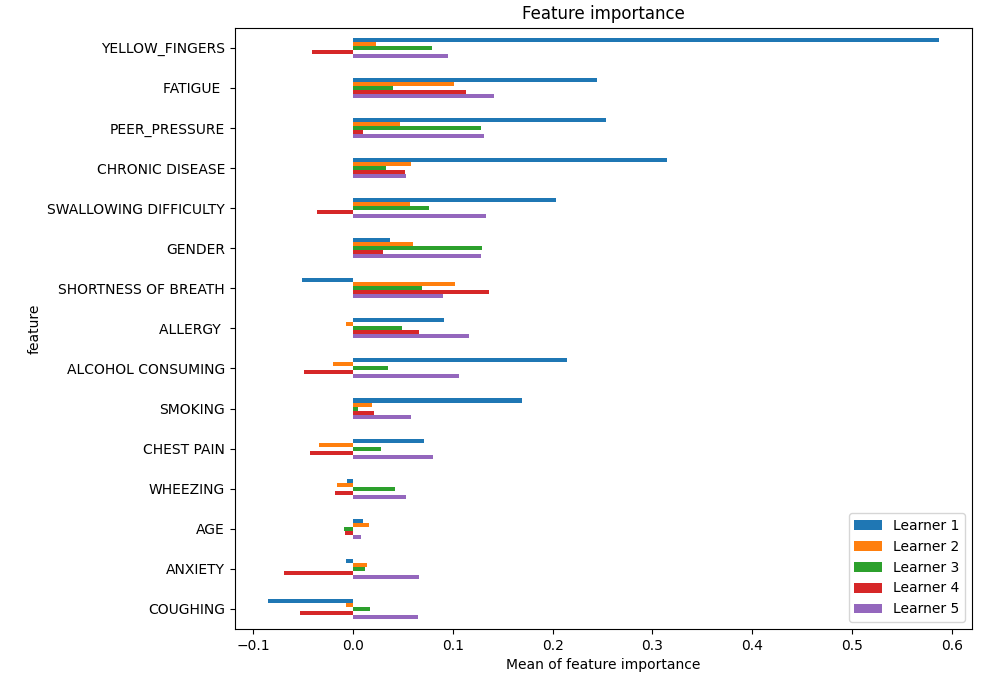 Feature importance
YELLOW_FINGERS
FATIGUE
PEER_PRESSURE
CHRONIC DISEASE
SWALLOWING DIFFICULTY
GENDER
SHORTNESS OF BREATH
ALLERGY
ALCOHOL CONSUMING
SMOKING
CHEST PAIN
WHEEZING
AGE
ANXIETY
COUGHING
feature
Learner 1
Learner 2
Learner 3
Learner 4
Learner 5
−0.1 0.0 0.1 0.2 0.3 0.4 0.5 0.6
Mean of feature importance